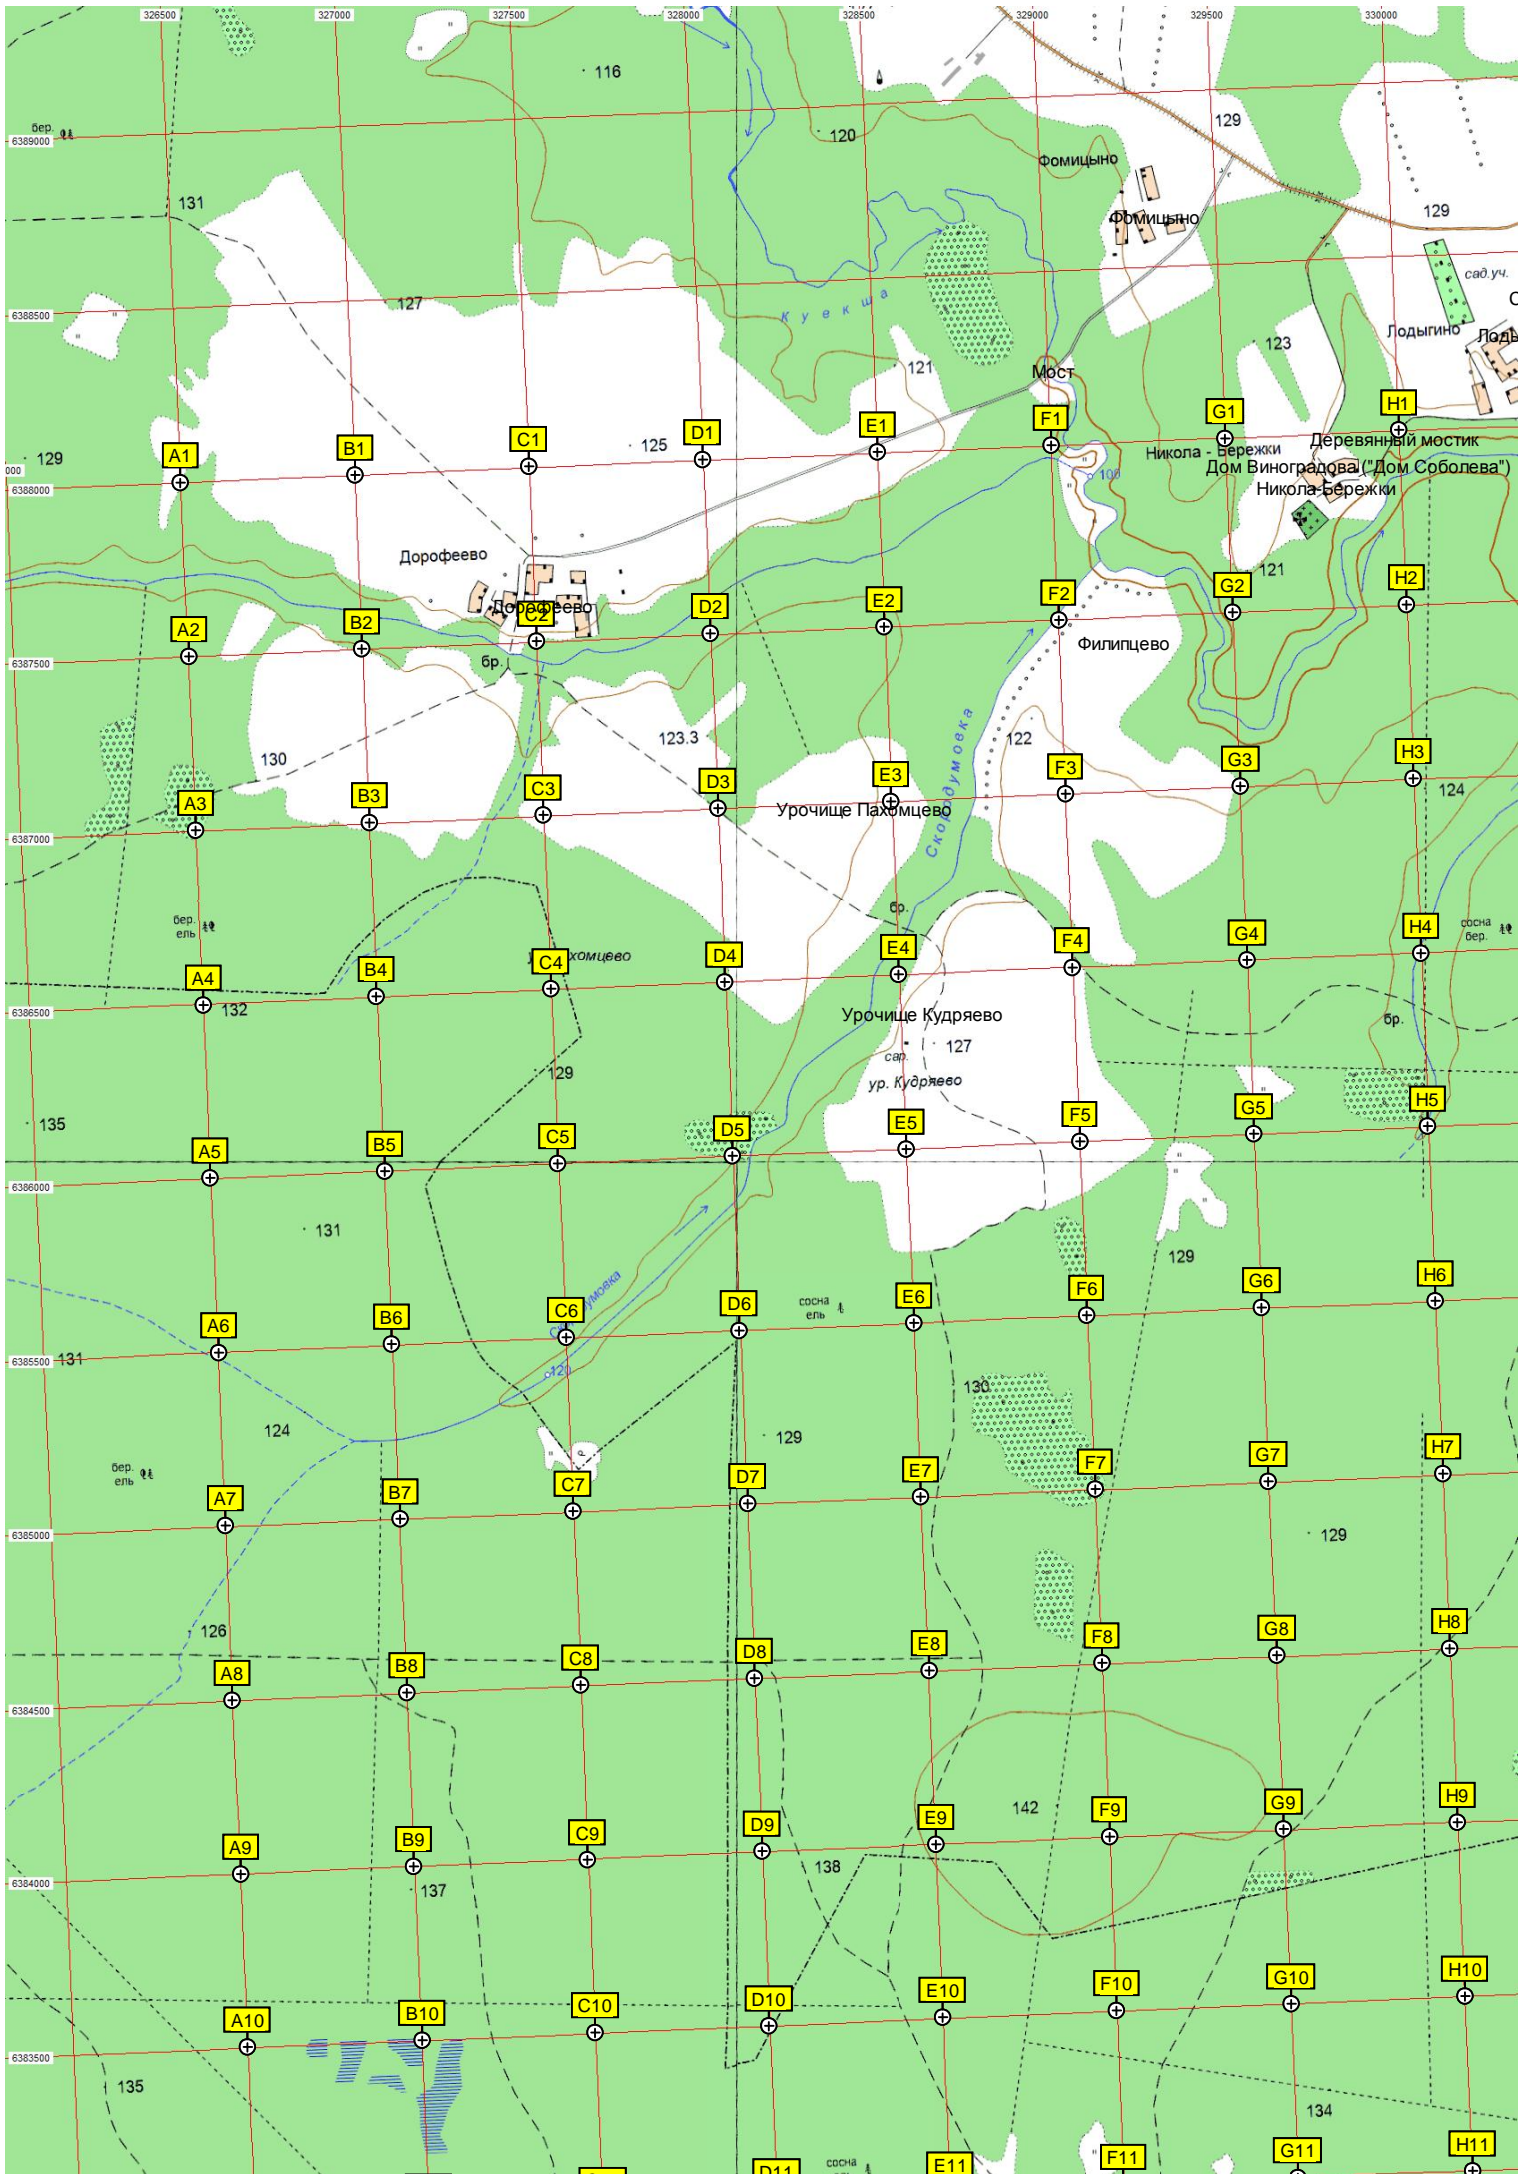 326500 327000 327500 328000 328500 329000 329500 330000
116
120
129
6389000
бер.
Фомицыно
131
Фомицыно
129
127
Куекша
сад.уч.
6388500
Лодыгино
123
121
Мост
A1 B1 C1 D1 E1 F1 G1 H1
125
129
Деревянный мостик
Никола - Бережки
Дом Виноградова ("Дом Соболева")
Никола-Бережки
6388000
100
Дорофеево
121
Дорофеево
A2 B2 C2 D2 E2 F2 G2 H2
Филипцево
бр.
6387500
123.3
122
130
Скородумовка
A3 B3 C3 D3 E3 F3 G3 H3
124
Урочище Пахомцево
6387000
бр.
бер.
ель
сосна
бер.
A4 B4 C4 D4 E4 F4 G4 H4
132
6386500
Урочище Кудряево
бр.
127
сар.
129
ур. Кудряево
135
A5 B5 C5 D5 E5 F5 G5 H5
6386000
131
129
сосна
ель
A6 B6 C6 D6 E6 F6 G6 H6
6385500
131
120
130
124
129
бер.
ель
A7 B7 C7 D7 E7 F7 G7 H7
6385000
129
126
A8 B8 C8 D8 E8 F8 G8 H8
6384500
142
A9 B9 C9 D9 E9 F9 G9 H9
138
6384000
137
A10 B10 C10 D10 E10 F10 G10 H10
6383500
135
134
D11 E11 F11 G11 H11
сосна